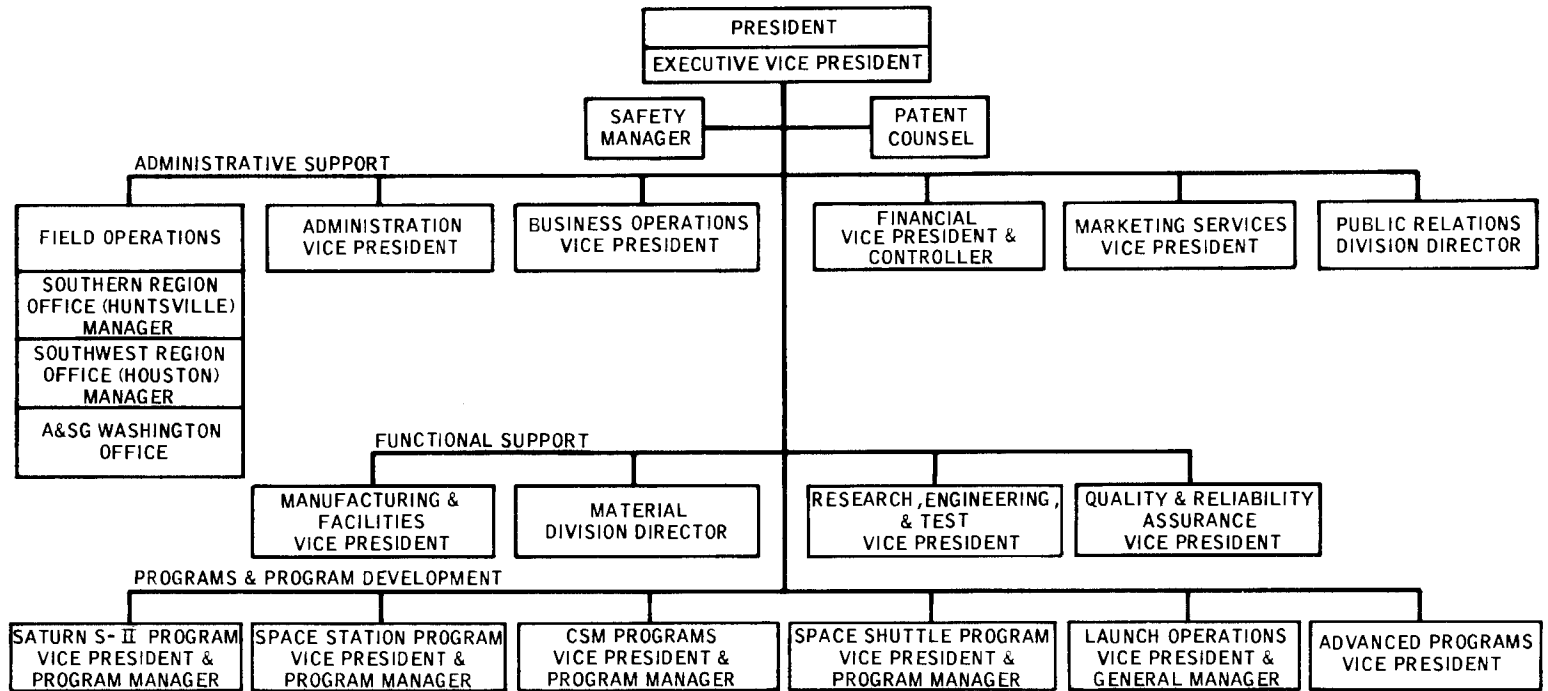 PRESIDENT
EXECUTIVE VICE PRESIDENT
SAFETY
MANAGER
PATENT
COUNSEL
ADMINISTRATIVE SUPPORT
FIELD OPERATIONS
SOUTHERN REGION
OFFICE (HUNTSVILLE)
MANAGER
SOUTHWEST REGION
OFFICE (HOUSTON)
MANAGER
A&SG WASHINGTON
OFFICE
ADMINISTRATION
VICE PRESIDENT
BUSINESS OPERATIONS
VICE PRESIDENT
FINANCIAL
VICE PRESIDENT &
CONTROLLER
MARKETING SERVICES
VICE PRESIDENT
PUBLIC RELATIONS
DIVISION DIRECTOR
FUNCTIONAL SUPPORT
MANUFACTURING &
FACILITIES
VICE PRESIDENT
MATERIAL
DIVISION DIRECTOR
RESEARCH, ENGINEERING,
& TEST
VICE PRESIDENT
QUALITY & RELIABILITY
ASSURANCE
VICE PRESIDENT
PROGRAMS & PROGRAM DEVELOPMENT
SATURN S-II PROGRAM
VICE PRESIDENT &
PROGRAM MANAGER
SPACE STATION PROGRAM
VICE PRESIDENT &
PROGRAM MANAGER
CSM PROGRAMS
VICE PRESIDENT &
PROGRAM MANAGER
SPACE SHUTTLE PROGRAM
VICE PRESIDENT &
PROGRAM MANAGER
LAUNCH OPERATIONS
VICE PRESIDENT &
GENERAL MANAGER
ADVANCED PROGRAMS
VICE PRESIDENT